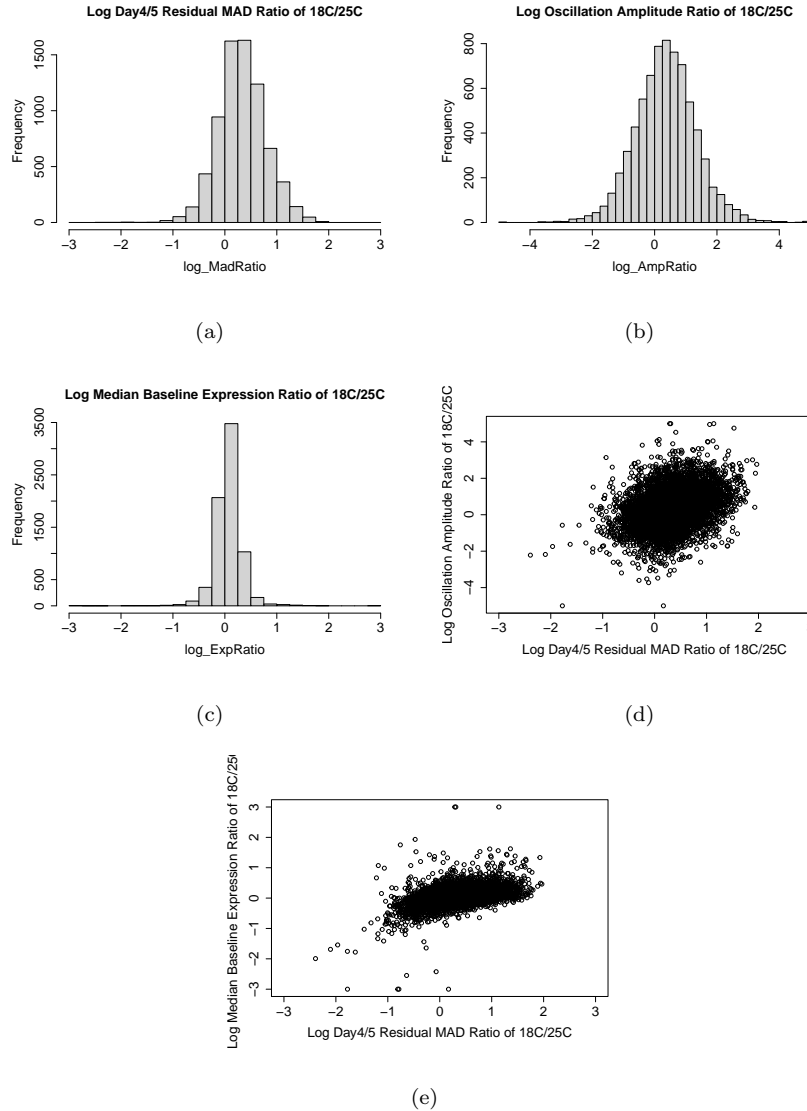 Log Day4/5 Residual MAD Ratio of 18C/25C
Frequency
0 500 1000 1500
−3 −2 −1 0 1 2 3
log_MadRatio
(a)
Log Oscillation Amplitude Ratio of 18C/25C
Frequency
0 200 400 600 800
−4 −2 0 2 4
log_AmpRatio
(b)
Log Median Baseline Expression Ratio of 18C/25C
Frequency
0 500 1500 2500 3500
−3 −2 −1 0 1 2 3
log_ExpRatio
(c)
Log Oscillation Amplitude Ratio of 18C/25C
−4 −2 0 2 4
−3 −2 −1 0 1 2
Log Day4/5 Residual MAD Ratio of 18C/25C
(d)
Log Median Baseline Expression Ratio of 18C/25
−3 −2 −1 0 1 2 3
−3 −2 −1 0 1 2 3
Log Day4/5 Residual MAD Ratio of 18C/25C
(e)